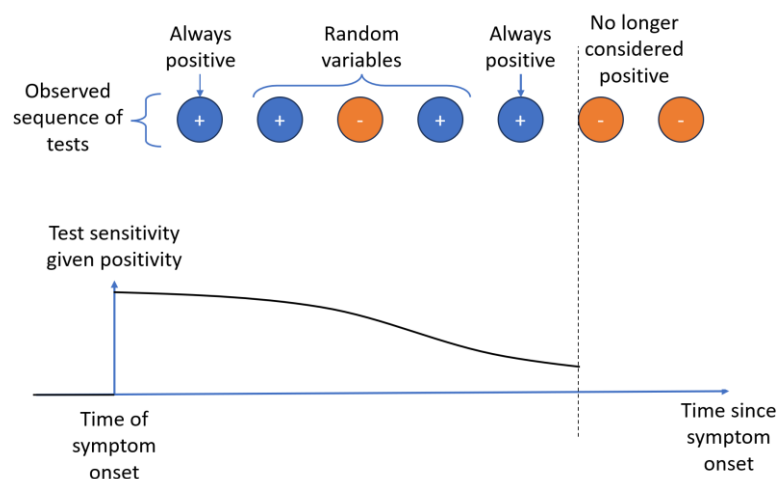 Always
positive
Random
variables
Always
positive
No longer
considered
positive
Observed
sequence of
tests
+
+
-
+
+
-
-
Test sensitivity
given positivity
Time of
symptom
onset
Time since
symptom
onset